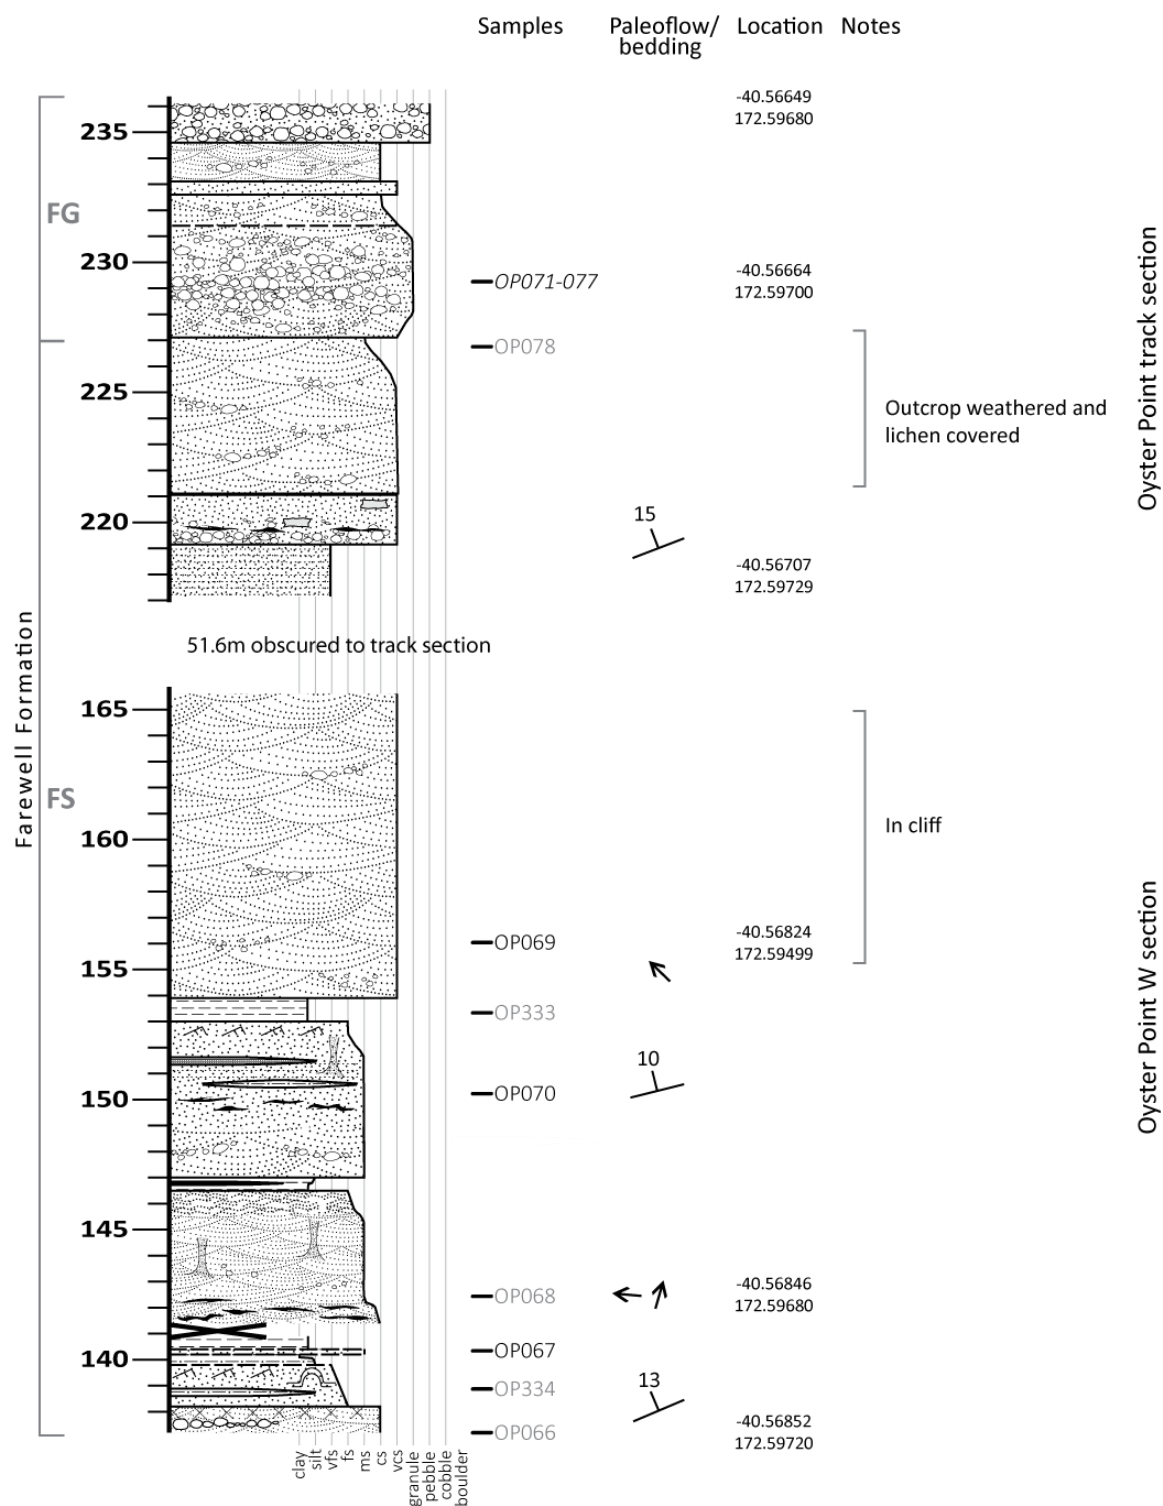 Samples
Paleoflow/
bedding
Location
Notes
-40.56649
172.59680
235
FG
230
OP071-077
-40.56664
172.59700
OP078
225
Outcrop weathered and
lichen covered
Oyster Point track section
220
15
-40.56707
172.59729
51.6m obscured to track section
Farewell Formation
165
FS
160
In cliff
OP069
-40.56824
172.59499
155
OP333
Oyster Point W section
10
150
OP070
145
OP068
-40.56846
172.59680
140
OP067
OP334
13
OP066
-40.56852
172.59720
clay
silt
vfs
fs
ms
cs
vcs
granule
pebble
cobble
boulder